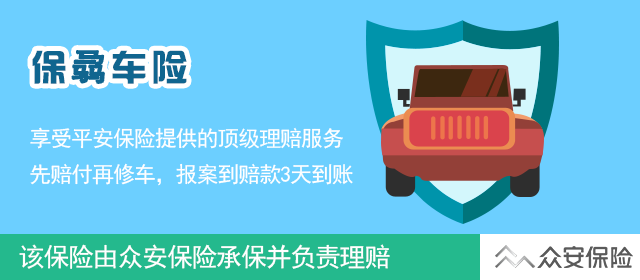 保骉车险
享受平安保险提供的顶级理赔服务
先赔付再修车，报案到赔款3天到账
该保险由众安保险承保并负责理赔
众安保险